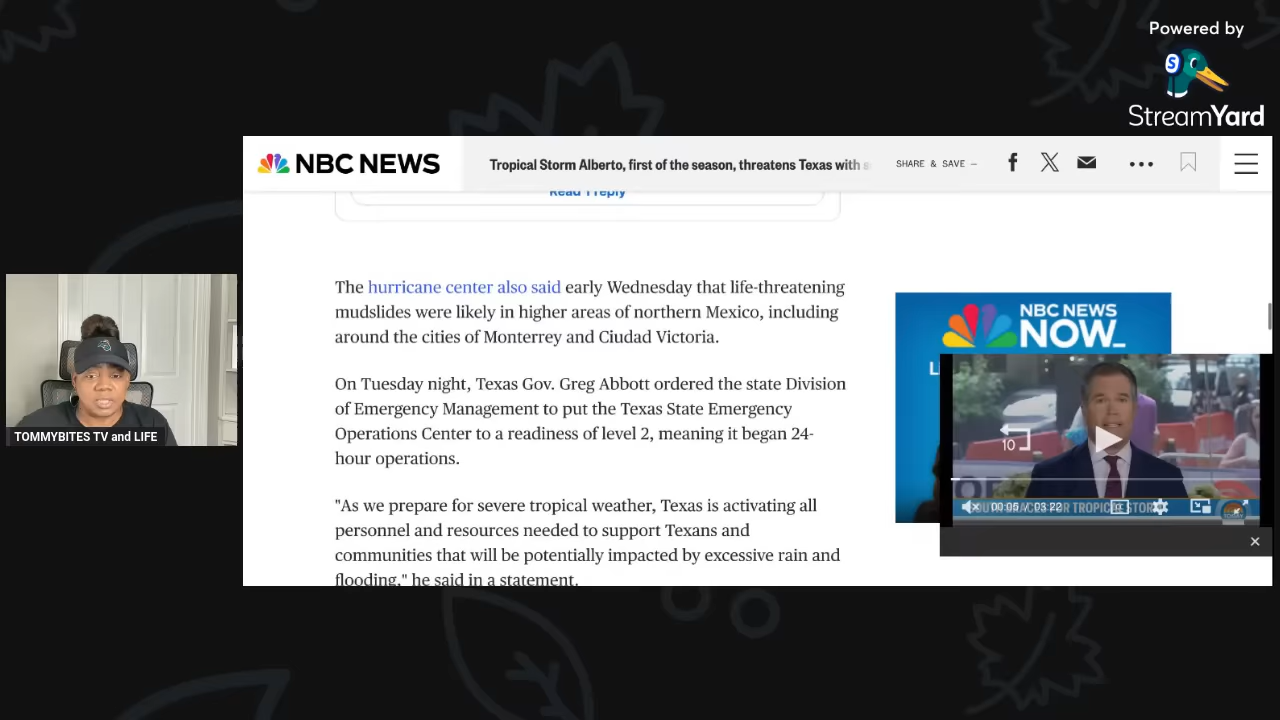 Powered by
StreamYard
NBC NEWS
Tropical Storm Alberto, first of the season, threatens Texas with
SHARE & SAVE —
Read 1 reply
The hurricane center also said early Wednesday that life-threatening
mudslides were likely in higher areas of northern Mexico, including
around the cities of Monterrey and Ciudad Victoria.
On Tuesday night, Texas Gov. Greg Abbott ordered the state Division
of Emergency Management to put the Texas State Emergency
Operations Center to a readiness of level 2, meaning it began 24-
hour operations.
"As we prepare for severe tropical weather, Texas is activating all
personnel and resources needed to support Texans and
communities that will be potentially impacted by excessive rain and
flooding," he said in a statement.
NBC NEWS
NOW_
10
00:05 / 03:22
TOMMYBITES TV and LIFE